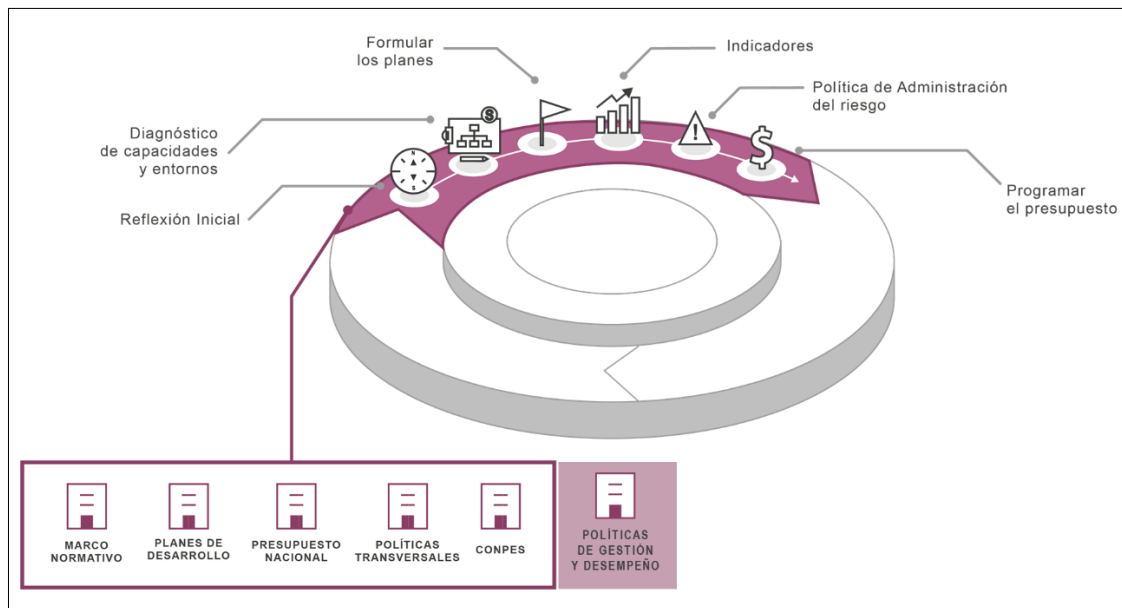 Formular
los planes
Indicadores
Política de Administración
del riesgo
Diagnóstico
de capacidades
y entornos
Reflexión Inicial
Programar
el presupuesto
S
!
$
MARCO
NORMATIVO
PLANES DE
DESARROLLO
PRESUPUESTO
NACIONAL
POLÍTICAS
TRANSVERSALES
CONPES
POLÍTICAS
DE GESTIÓN
Y DESEMPEÑO